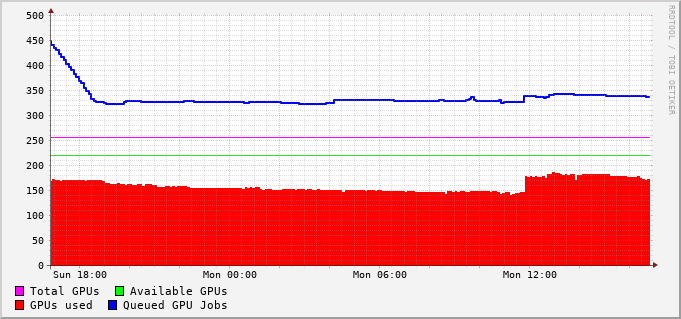 500
450
400
350
300
250
200
150
100
50
0
Sun 18:00 Mon 00:00 Mon 06:00 Mon 12:00
Total GPUs Available GPUs
GPUs used Queued GPU Jobs
RRDTOOL / TOBI OETIKER